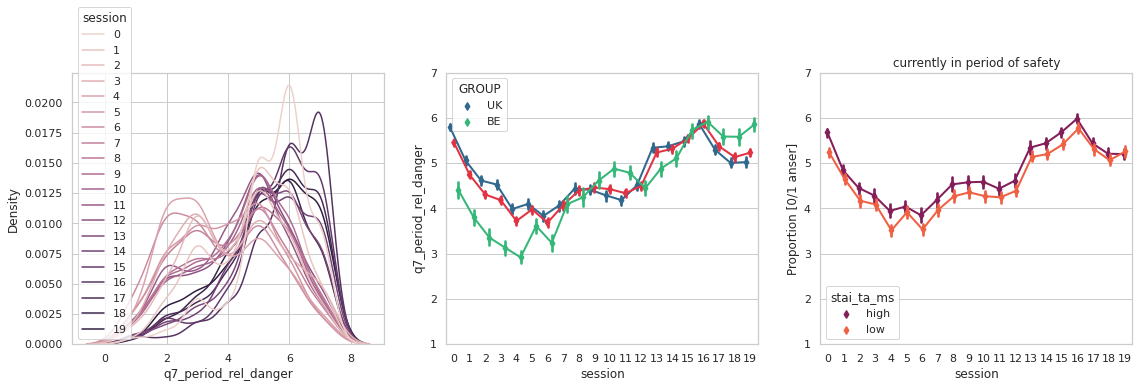 session
0
1
2
3
4
5
6
7
8
9
10
11
12
13
14
15
16
17
18
19
0.0200
0.0175
0.0150
0.0125
0.0100
0.0075
0.0050
0.0025
0.0000
Density
0 2 4 6 8
q7_period_rel_danger
GROUP
UK
BE
7
6
5
4
3
2
1
q7_period_rel_danger
0 1 2 3 4 5 6 7 8 9 10 11 12 13 14 15 16 17 18 19
session
currently in period of safety
7
6
5
4
3
2
1
Proportion [0/1 anser]
stai_ta_ms
high
low
0 1 2 3 4 5 6 7 8 9 10 11 12 13 14 15 16 17 18 19
session